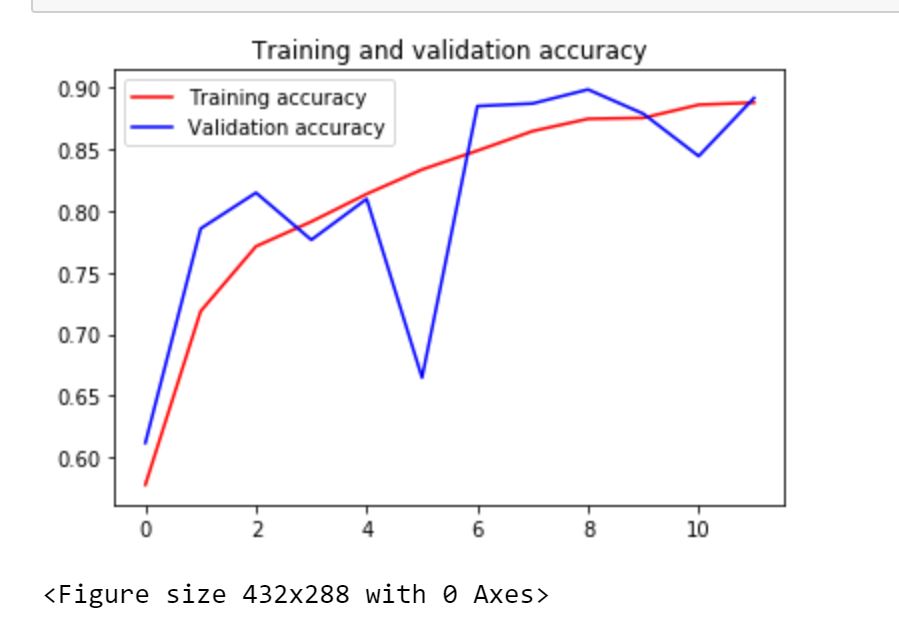 Training and validation accuracy
Training accuracy
Validation accuracy
0.90
0.85
0.80
0.75
0.70
0.65
0.60
0 2 4 6 8 10
<Figure size 432x288 with 0 Axes>